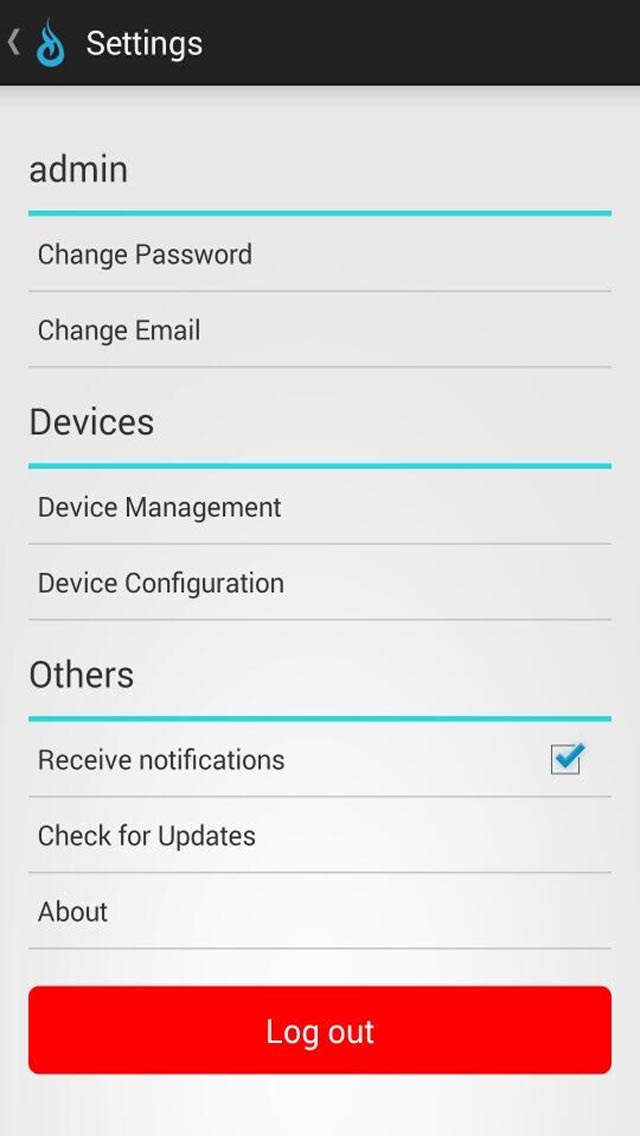 Settings
admin
Change Password
Change Email
Devices
Device Management
Device Configuration
Others
Receive notifications
Check for Updates
About
Log out